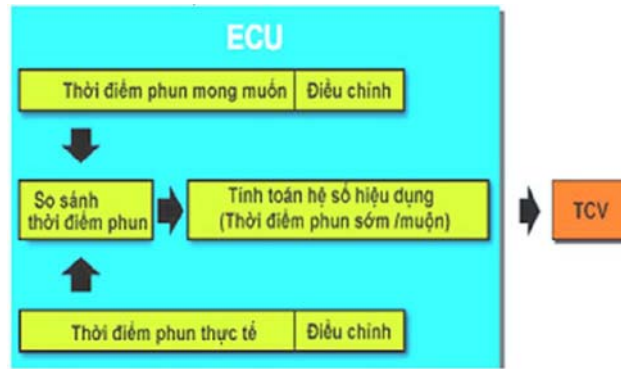 ECU
Thời điểm phun mong muốn Điều chỉnh
So sánh
thời điểm phun
Tính toán hệ số hiệu dụng
(Thời điểm phun sớm /muộn)
TCV
Thời điểm phun thực tế Điều chỉnh